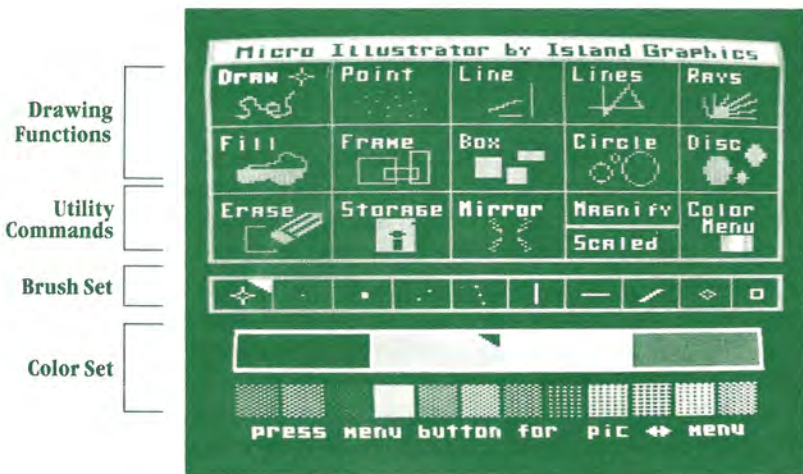 Micro Illustrator by Island Graphics
Drawing
Functions
Draw Point Line Lines Rays
Fill Frame Box Circle Disc
Utility
Commands
Erase Storage Mirror Magnify Color
Menu
Scaled
Brush Set
Color Set
press menu button for pic ↔ menu